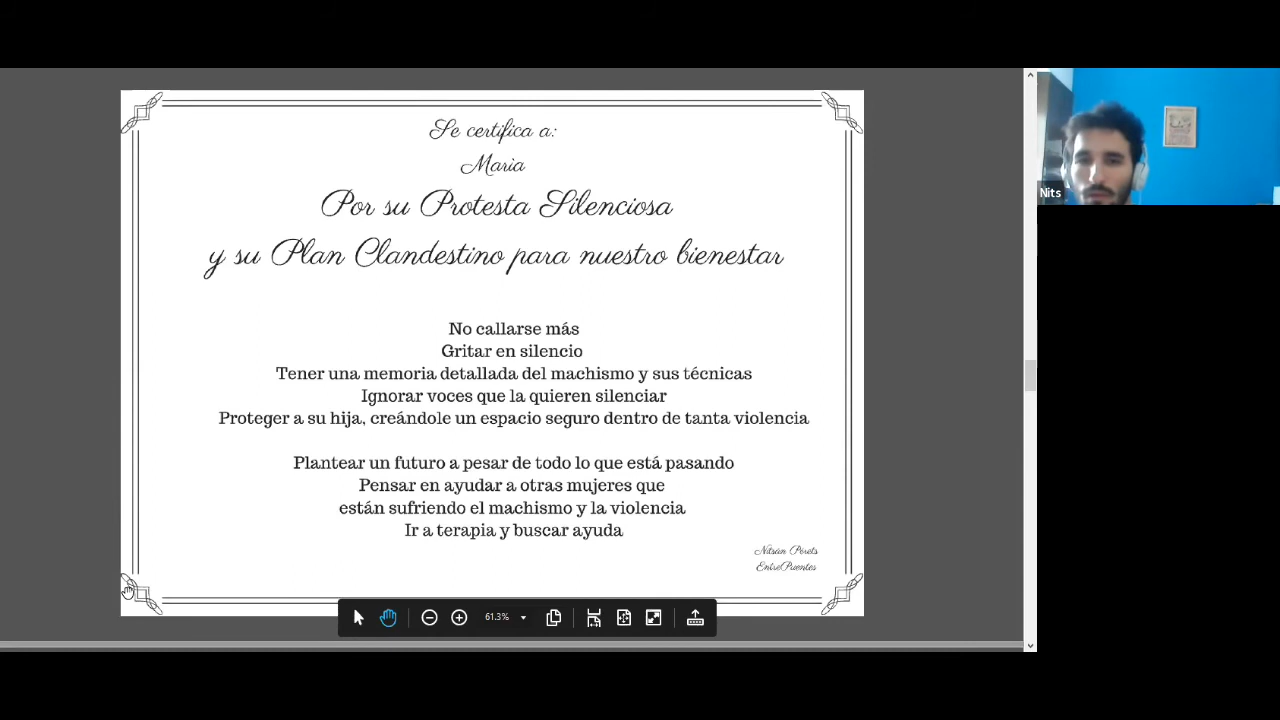 Se certifica a:
Maria
Por su Protesta Silenciosa
y su Plan Clandestino para nuestro bienestar
No callarse más
Gritar en silencio
Tener una memoria detallada del machismo y sus técnicas
Ignorar voces que la quieren silenciar
Proteger a su hija, creándole un espacio seguro dentro de tanta violencia
Plantear un futuro a pesar de todo lo que está pasando
Pensar en ayudar a otras mujeres que
están sufriendo el machismo y la violencia
Ir a terapia y buscar ayuda
Nitsan Perets
EntrePuentes
61.3%
Nits